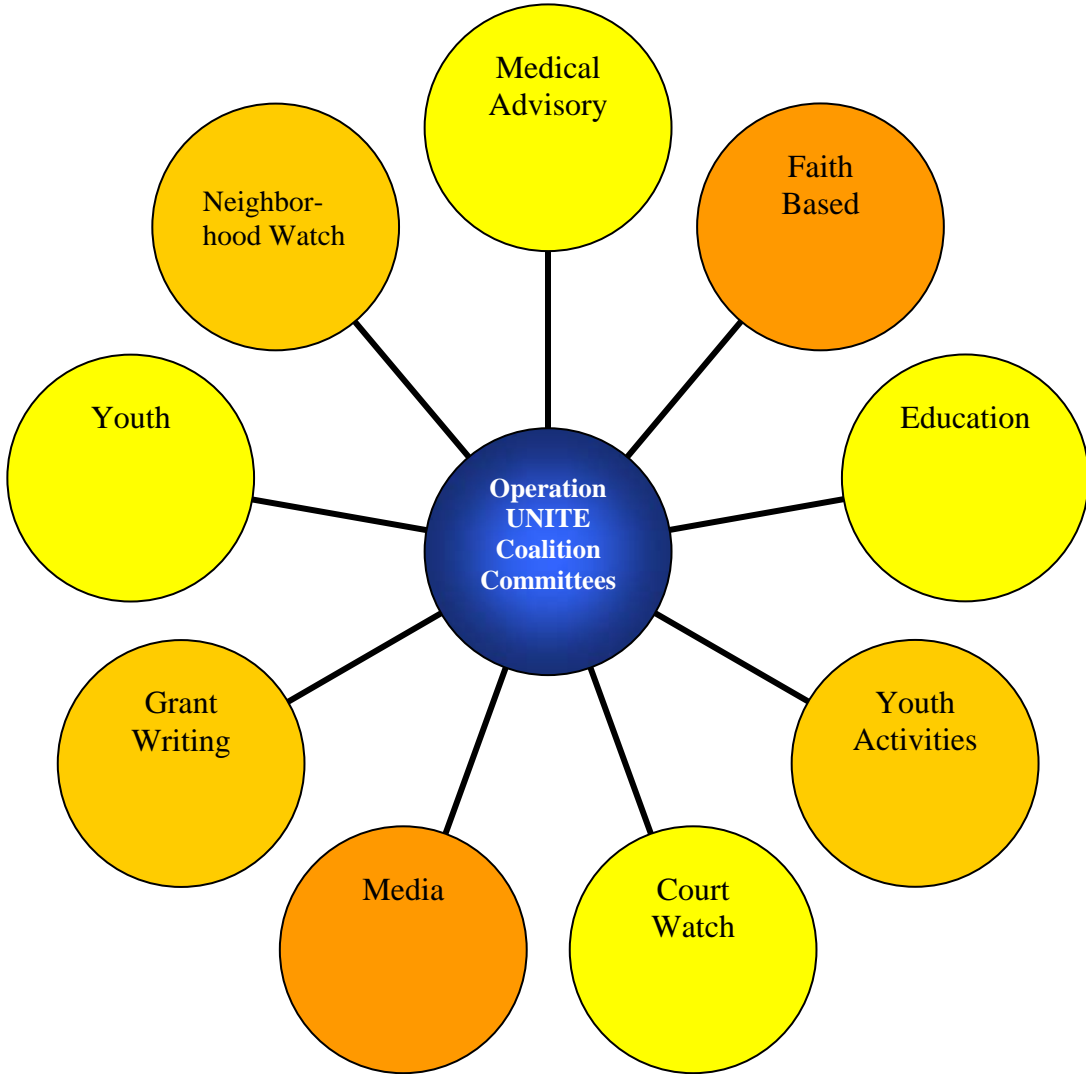 Medical
Advisory
Faith
Based
Neighbor-
hood Watch
Youth
Education
Operation
UNITE
Coalition
Committees
Grant
Writing
Youth
Activities
Media
Court
Watch